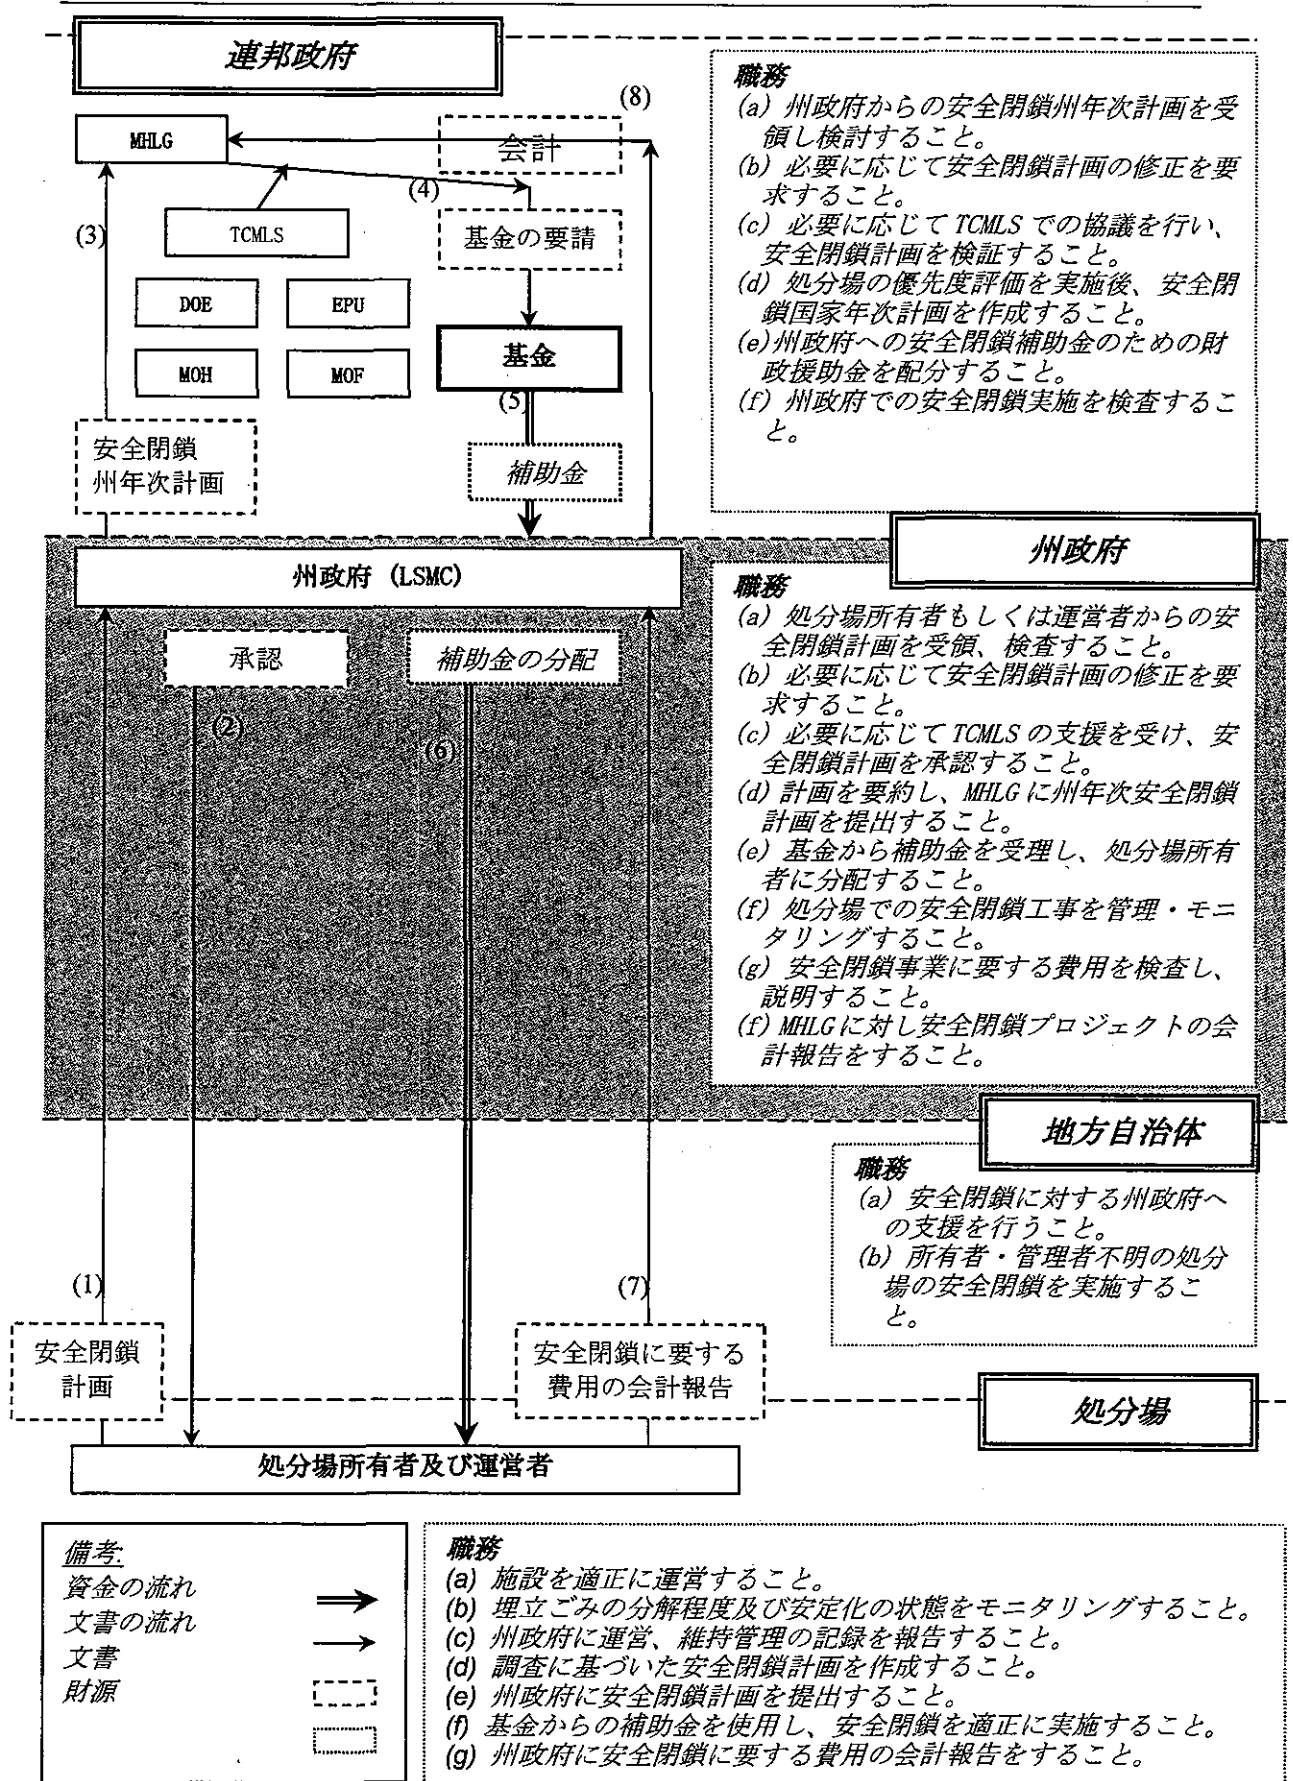 連邦政府
職務
(a) 州政府からの安全閉鎖州年次計画を受
領し検討すること。
(b) 必要に応じて安全閉鎖計画の修正を要
求すること。
(c) 必要に応じて TCMLS での協議を行い、
安全閉鎖計画を検証すること。
(d) 処分場の優先度評価を実施後、安全閉
鎖国家年次計画を作成すること。
(e)州政府への安全閉鎖補助金のための財
政援助金を配分すること。
(f) 州政府での安全閉鎖実施を検査するこ
と。
(8)
MHLG
会計
(4)
(3)
TCMLS
基金の要請
DOE
EPU
基金
MOH
MOF
(5)
安全閉鎖
州年次計画
補助金
州政府
州政府 (LSMC)
職務
(a) 処分場所有者もしくは運営者からの安
全閉鎖計画を受領、検査すること。
(b) 必要に応じて安全閉鎖計画の修正を要
求すること。
(c) 必要に応じて TCMLS の支援を受け、安
全閉鎖計画を承認すること。
(d) 計画を要約し、MHLG に州年次安全閉鎖
計画を提出すること。
(e) 基金から補助金を受理し、処分場所有
者に分配すること。
(f) 処分場での安全閉鎖工事を管理・モニ
タリングすること。
(g) 安全閉鎖事業に要する費用を検査し、
説明すること。
(f) MHLG に対し安全閉鎖プロジェクトの会
計報告をすること。
承認
補助金の分配
(2)
(6)
地方自治体
職務
(a) 安全閉鎖に対する州政府へ
の支援を行うこと。
(b) 所有者・管理者不明の処分
場の安全閉鎖を実施するこ
と。
(1)
(7)
安全閉鎖
計画
安全閉鎖に要する
費用の会計報告
処分場
処分場所有者及び運営者
備考:
資金の流れ
文書の流れ
文書
財源
職務
(a) 施設を適正に運営すること。
(b) 埋立ごみの分解程度及び安定化の状態をモニタリングすること。
(c) 州政府に運営、維持管理の記録を報告すること。
(d) 調査に基づいた安全閉鎖計画を作成すること。
(e) 州政府に安全閉鎖計画を提出すること。
(f) 基金からの補助金を使用し、安全閉鎖を適正に実施すること。
(g) 州政府に安全閉鎖に要する費用の会計報告をすること。